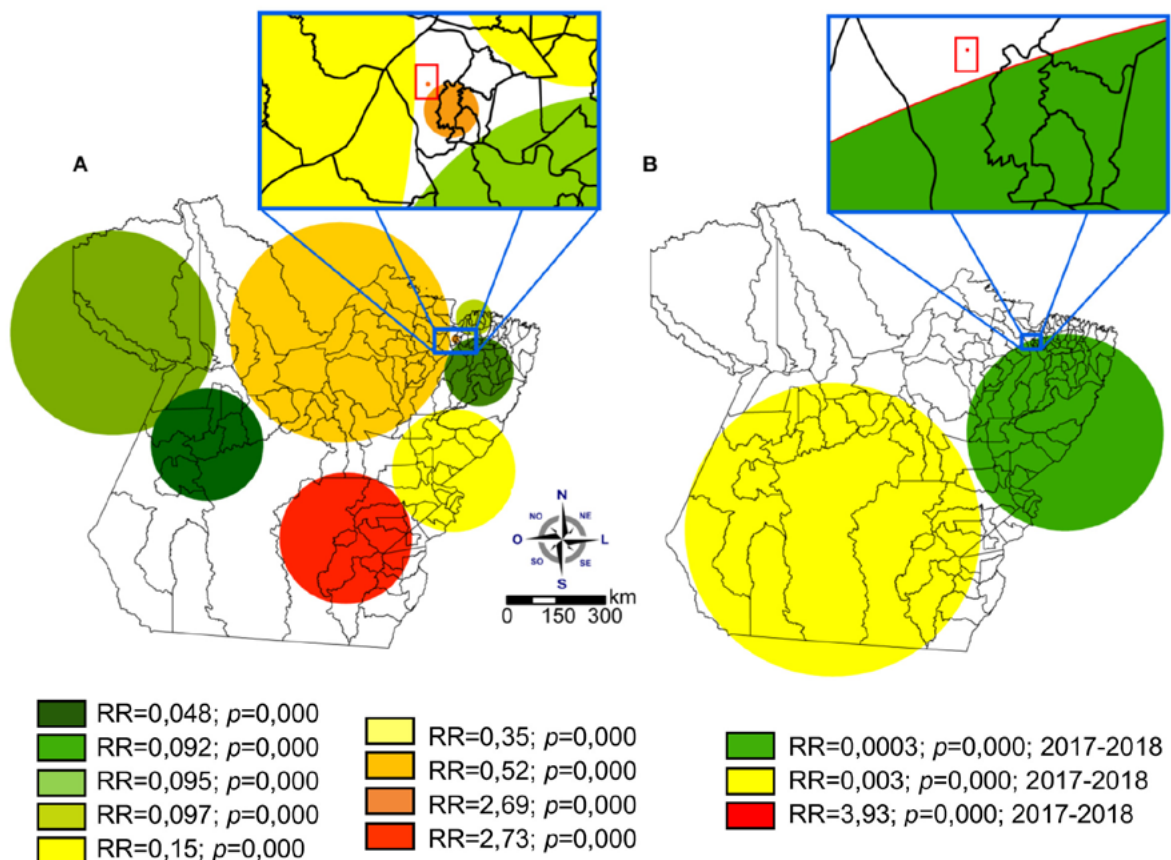 A
B
N
NO
NE
O
L
SO
SE
S
km
0 150 300
RR=0,048; p=0,000
RR=0,092; p=0,000
RR=0,095; p=0,000
RR=0,097; p=0,000
RR=0,15; p=0,000
RR=0,35; p=0,000
RR=0,52; p=0,000
RR=2,69; p=0,000
RR=2,73; p=0,000
RR=0,0003; p=0,000; 2017-2018
RR=0,003; p=0,000; 2017-2018
RR=3,93; p=0,000; 2017-2018